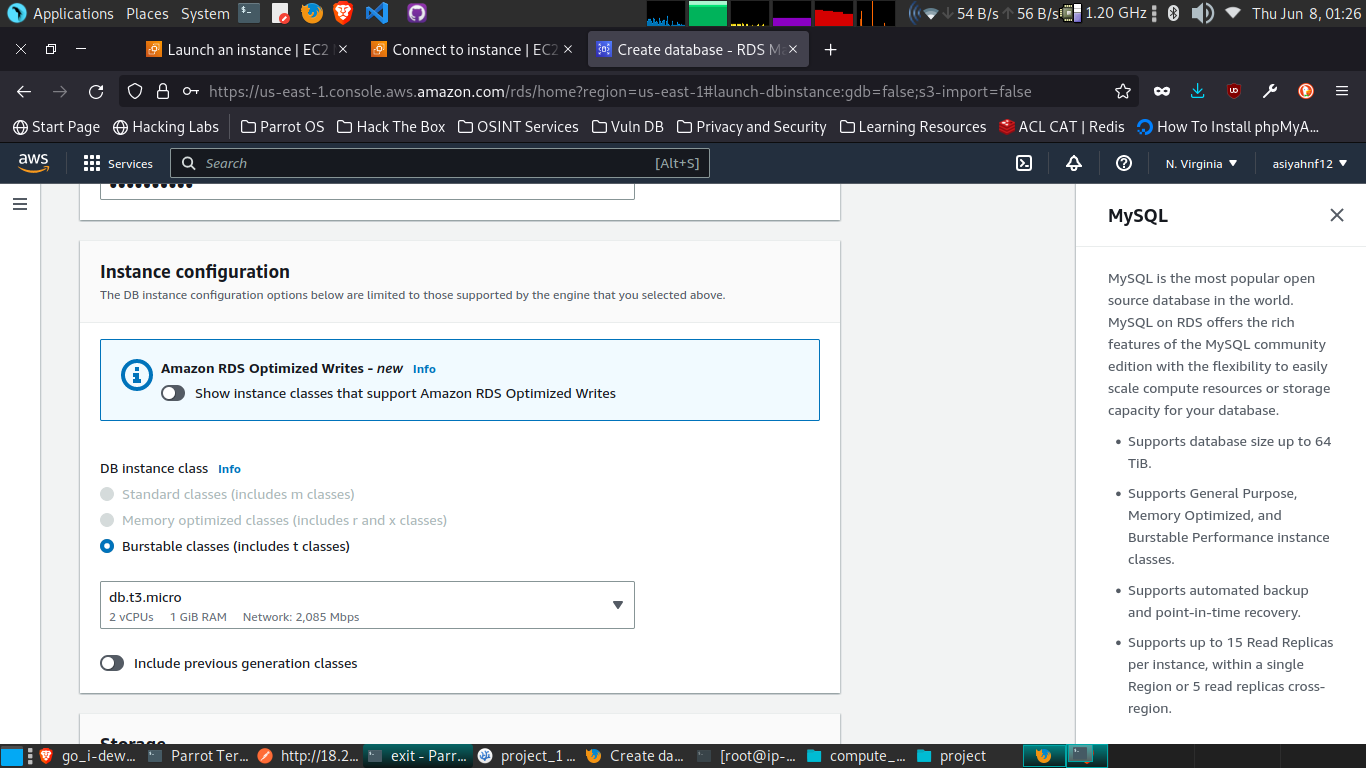 Applications Places System 54 B/s 56 B/s 1.20 GHz Thu Jun 8, 01:26
Launch an instance | EC2 Connect to instance | EC2 Create database - RDS M
https://us-east-1.console.aws.amazon.com/rds/home?region=us-east-1#launch-dbinstance:gdb=false;s3-import=false
Start Page Hacking Labs Parrot OS Hack The Box OSINT Services Vuln DB Privacy and Security Learning Resources ACL CAT | Redis How To Install phpMyA...
aws Services Search [Alt+S] N. Virginia asiyahnf12
Instance configuration
The DB instance configuration options below are limited to those supported by the engine that you selected above.
Amazon RDS Optimized Writes - new Info
Show instance classes that support Amazon RDS Optimized Writes
DB instance class Info
Standard classes (includes m classes)
Memory optimized classes (includes r and x classes)
Burstable classes (includes t classes)
db.t3.micro
2 vCPUs 1 GiB RAM Network: 2,085 Mbps
Include previous generation classes
Storage
MySQL
MySQL is the most popular open
source database in the world.
MySQL on RDS offers the rich
features of the MySQL community
edition with the flexibility to easily
scale compute resources or storage
capacity for your database.
• Supports database size up to 64
TiB.
• Supports General Purpose,
Memory Optimized, and
Burstable Performance instance
classes.
• Supports automated backup
and point-in-time recovery.
• Supports up to 15 Read Replicas
per instance, within a single
Region or 5 read replicas cross-
region.
go_i-dew... Parrot Ter... http://18.2... exit - Parr... project_1 ... Create da... [root@ip-... compute_... project